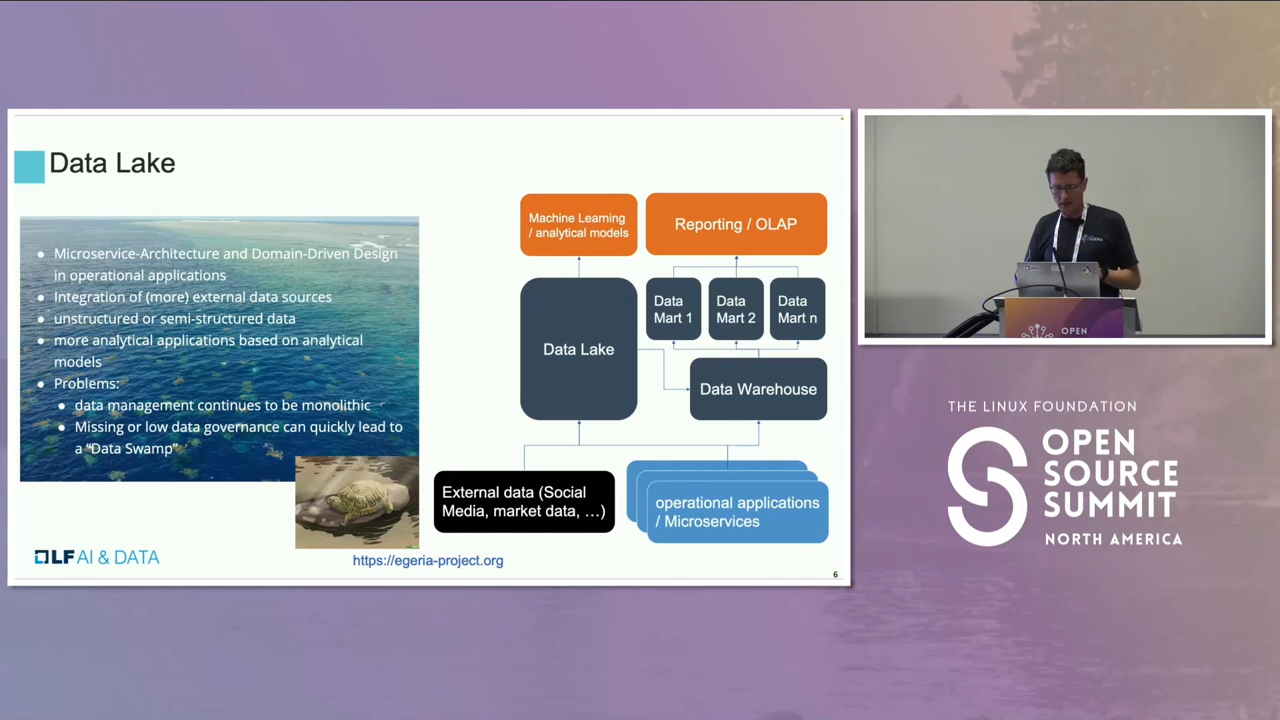 Data Lake
Microservice-Architecture and Domain-Driven Design
in operational applications
Integration of (more) external data sources
unstructured or semi-structured data
more analytical applications based on analytical
models
Problems:
data management continues to be monolithic
Missing or low data governance can quickly lead to
a “Data Swamp”
Machine Learning
/ analytical models
Reporting / OLAP
Data Lake
Data
Mart 1
Data
Mart 2
Data
Mart n
Data Warehouse
External data (Social
Media, market data, …)
operational applications
/ Microservices
LF AI & DATA
https://egeria-project.org
6
OPEN
THE LINUX FOUNDATION
OPEN
SOURCE
SUMMIT
NORTH AMERICA